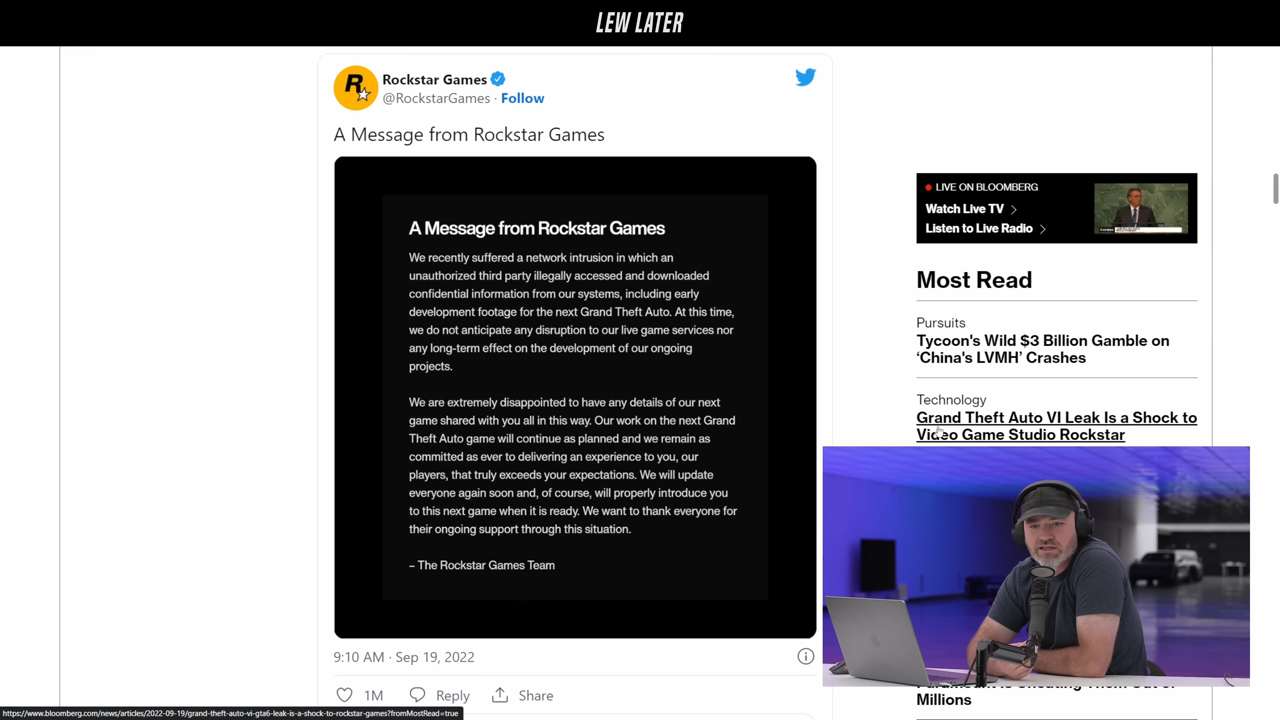 LEW LATER
Rockstar Games
@RockstarGames · Follow
A Message from Rockstar Games
A Message from Rockstar Games
We recently suffered a network intrusion in which an
unauthorized third party illegally accessed and downloaded
confidential information from our systems, including early
development footage for the next Grand Theft Auto. At this time,
we do not anticipate any disruption to our live game services nor
any long-term effect on the development of our ongoing
projects.
We are extremely disappointed to have any details of our next
game shared with you all in this way. Our work on the next Grand
Theft Auto game will continue as planned and we remain as
committed as ever to delivering an experience to you, our
players, that truly exceeds your expectations. We will update
everyone again soon and, of course, will properly introduce you
to this next game when it is ready. We want to thank everyone for
their ongoing support through this situation.
– The Rockstar Games Team
9:10 AM · Sep 19, 2022
1M Reply Share
LIVE ON BLOOMBERG
Watch Live TV
Listen to Live Radio
Most Read
Pursuits
Tycoon's Wild $3 Billion Gamble on
‘China's LVMH’ Crashes
Technology
Grand Theft Auto VI Leak Is a Shock to
Video Game Studio Rockstar
Millions
https://www.bloomberg.com/news/articles/2022-09-19/grand-theft-auto-vi-gta6-leak-is-a-shock-to-rockstar-games?fromMostRead=true